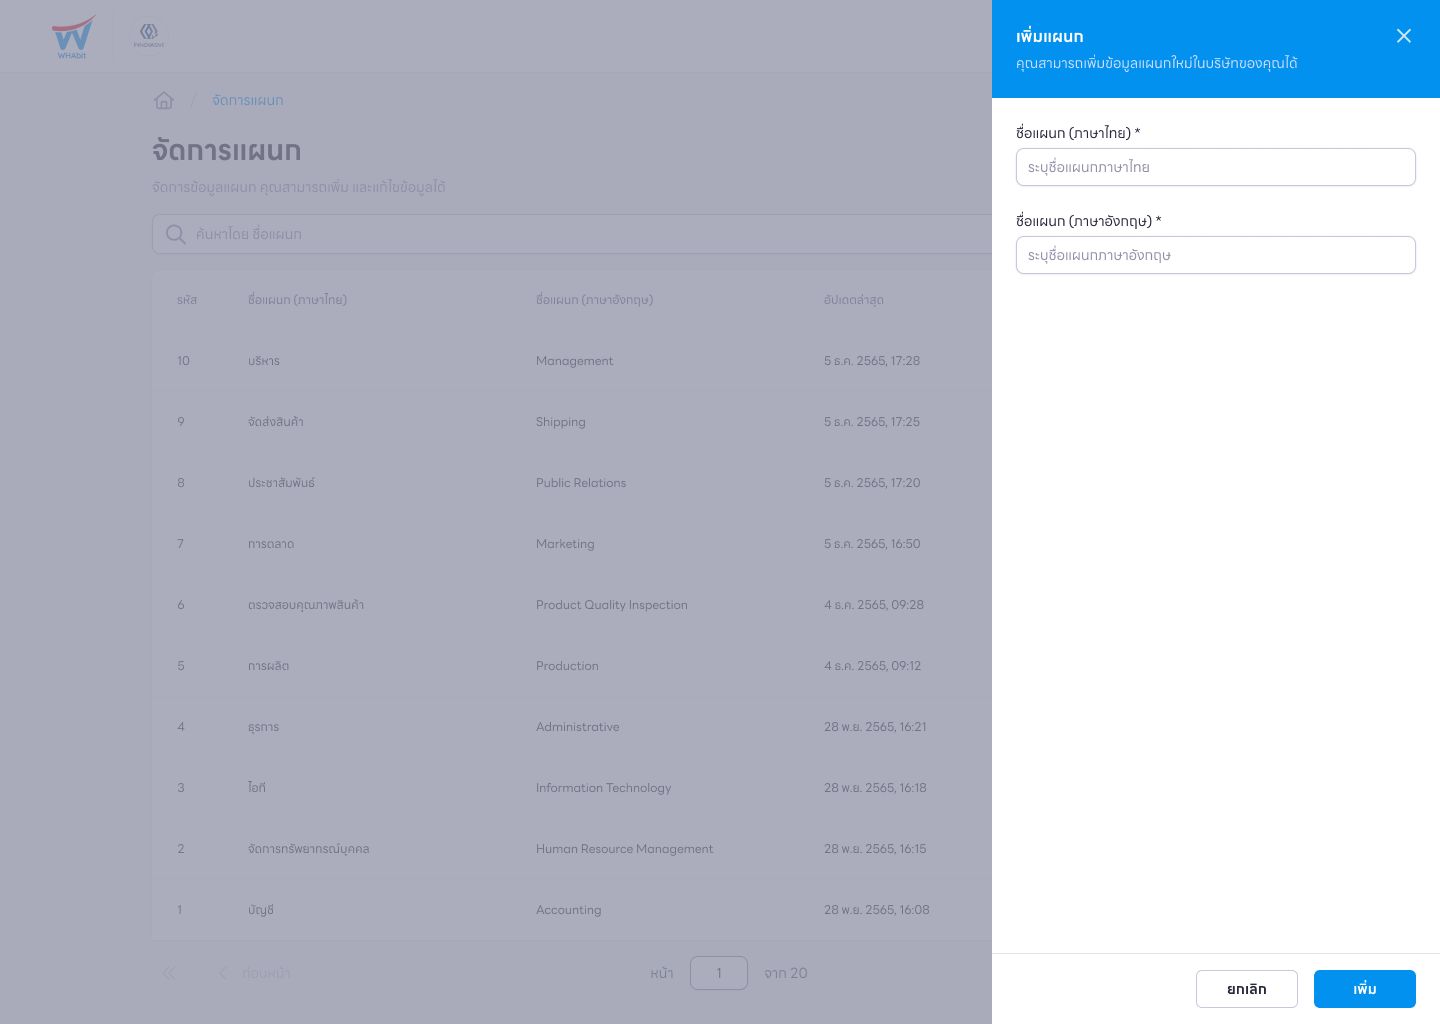 WHAbit
จัดการแผนก
จัดการแผนก
จัดการข้อมูลแผนก คุณสามารถเพิ่ม และแก้ไขข้อมูลได้
ค้นหาโดย ชื่อแผนก
รหัส ชื่อแผนก (ภาษาไทย) ชื่อแผนก (ภาษาอังกฤษ) อัปเดตล่าสุด
10 บริหาร Management 5 ธ.ค. 2565, 17:28
9 จัดส่งสินค้า Shipping 5 ธ.ค. 2565, 17:25
8 ประชาสัมพันธ์ Public Relations 5 ธ.ค. 2565, 17:20
7 การตลาด Marketing 5 ธ.ค. 2565, 16:50
6 ตรวจสอบคุณภาพสินค้า Product Quality Inspection 4 ธ.ค. 2565, 09:28
5 การผลิต Production 4 ธ.ค. 2565, 09:12
4 ธุรการ Administrative 28 พ.ย. 2565, 16:21
3 ไอที Information Technology 28 พ.ย. 2565, 16:18
2 จัดการทรัพยากรณ์บุคคล Human Resource Management 28 พ.ย. 2565, 16:15
1 บัญชี Accounting 28 พ.ย. 2565, 16:08
ก่อนหน้า หน้า 1 จาก 20
เพิ่มแผนก
คุณสามารถเพิ่มข้อมูลแผนกใหม่ในบริษัทของคุณได้
ชื่อแผนก (ภาษาไทย) *
ระบุชื่อแผนกภาษาไทย
ชื่อแผนก (ภาษาอังกฤษ) *
ระบุชื่อแผนกภาษาอังกฤษ
ยกเลิก เพิ่ม